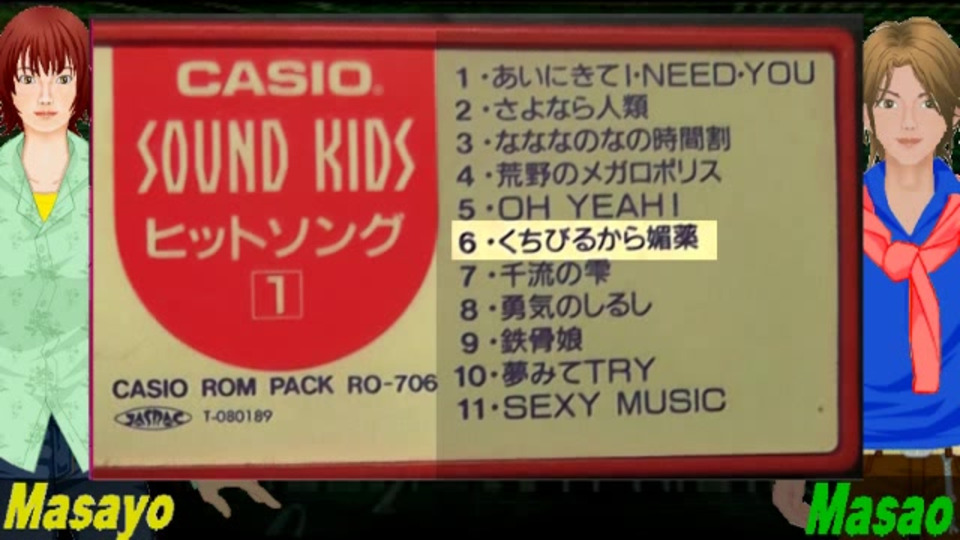 CASIO
SOUND KIDS
ヒットソング
1
CASIO ROM PACK RO-706
JASRAC T-080189
1・あいにきてI・NEED・YOU
2・さよなら人類
3・なななのなの時間割
4・荒野のメガロポリス
5・OH YEAH!
6・くちびるから媚薬
7・千流の雫
8・勇気のしるし
9・鉄骨娘
10・夢みてTRY
11・SEXY MUSIC
Masayo
Masao